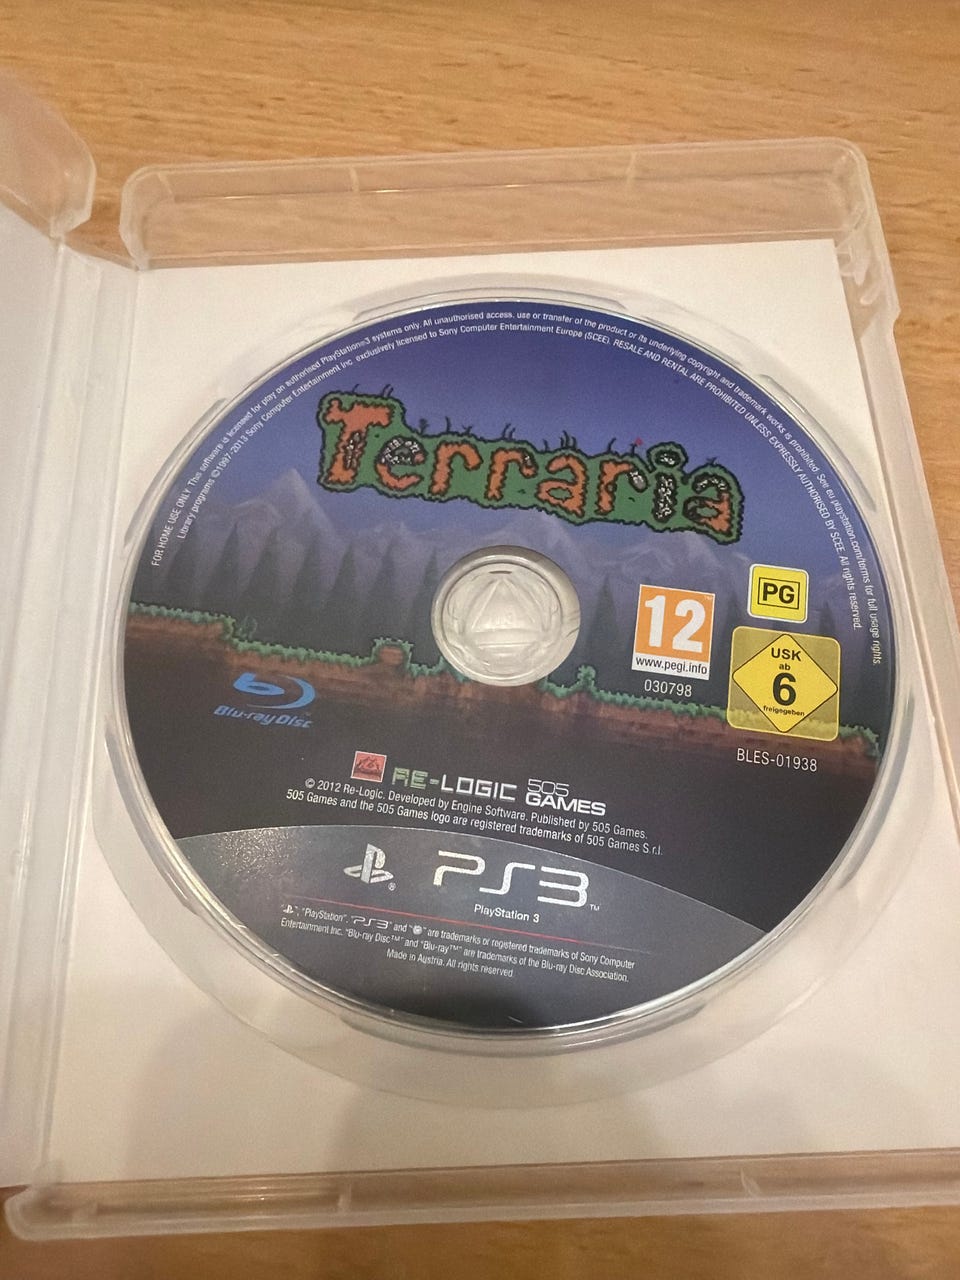 FOR HOME USE ONLY. This software is licensed for play on authorised PlayStation®3 systems only. All unauthorised access, use or transfer of the product or its underlying copyright and trademark works is prohibited. See eu.playstation.com/terms for full usage rights.
Library programs ©1997-2013 Sony Computer Entertainment Inc. exclusively licensed to Sony Computer Entertainment Europe (SCEE). RESALE AND RENTAL ARE PROHIBITED UNLESS EXPRESSLY AUTHORISED BY SCEE. All rights reserved.
Terraria
PG
12
www.pegi.info
030798
USK
ab
6
freigegeben
BLES-01938
Blu-ray Disc
RE-LOGIC
505 GAMES
© 2012 Re-Logic. Developed by Engine Software. Published by 505 Games.
505 Games and the 505 Games logo are registered trademarks of 505 Games S.r.l.
PS3™
PlayStation 3
"PlayStation", "PS3" and are trademarks or registered trademarks of Sony Computer
Entertainment Inc. "Blu-ray Disc™" and "Blu-ray™" are trademarks of the Blu-ray Disc Association.
Made in Austria. All rights reserved.